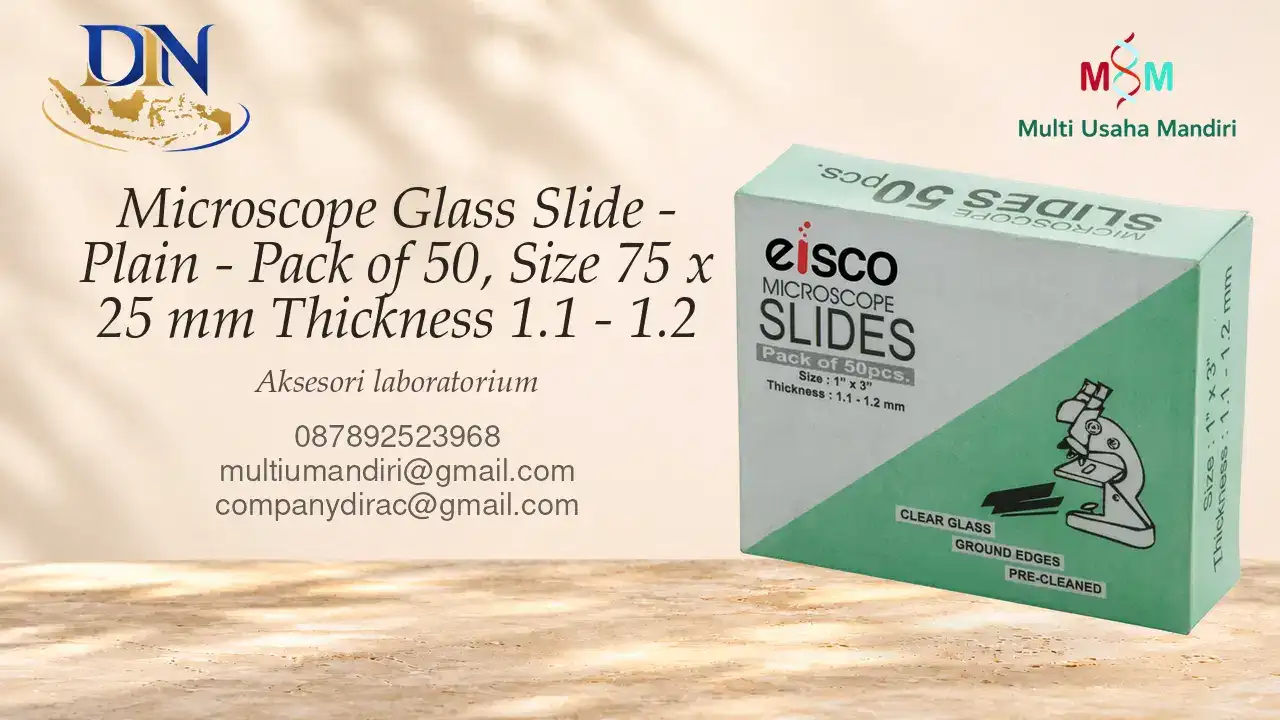 DIN
MSM
Multi Usaha Mandiri
Microscope Glass Slide -
Plain - Pack of 50, Size 75 x
25 mm Thickness 1.1 - 1.2
Aksesori laboratorium
087892523968
multiumandiri@gmail.com
companydirac@gmail.com
MICROSCOPE
SLIDES 50pcs.
eisco
MICROSCOPE
SLIDES
Pack of 50pcs.
Size : 1” x 3”
Thickness : 1.1 - 1.2 mm
CLEAR GLASS
GROUND EDGES
PRE-CLEANED
Size : 1” x 3”
Thickness : 1.1 - 1.2 mm